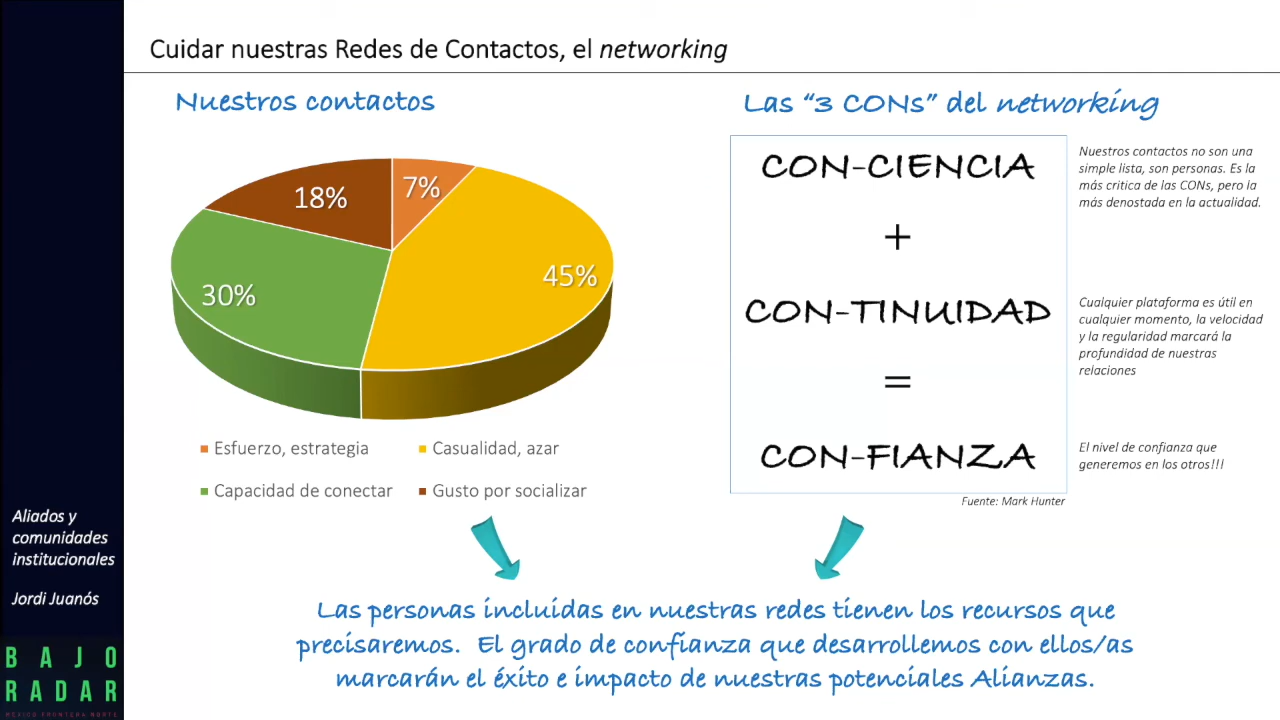 Cuidar nuestras Redes de Contactos, el networking
Nuestros contactos
18%
7%
45%
30%
Esfuerzo, estrategia
Casualidad, azar
Capacidad de conectar
Gusto por socializar
Las “3 CONs” del networking
CON-CIENCIA
+
CON-TINUIDAD
=
CON-FIANZA
Nuestros contactos no son una
simple lista, son personas. Es la
más critica de las CONs, pero la
más denostada en la actualidad.
Cualquier plataforma es útil en
cualquier momento, la velocidad
y la regularidad marcará la
profundidad de nuestras
relaciones
El nivel de confianza que
generemos en los otros!!!
Fuente: Mark Hunter
Las personas incluidas en nuestras redes tienen los recursos que
precisaremos. El grado de confianza que desarrollemos con ellos/as
marcarán el éxito e impacto de nuestras potenciales Alianzas.
Aliados y
comunidades
institucionales
Jordi Juanós
BAJO
RADAR
MÉXICO FRONTERA NORTE